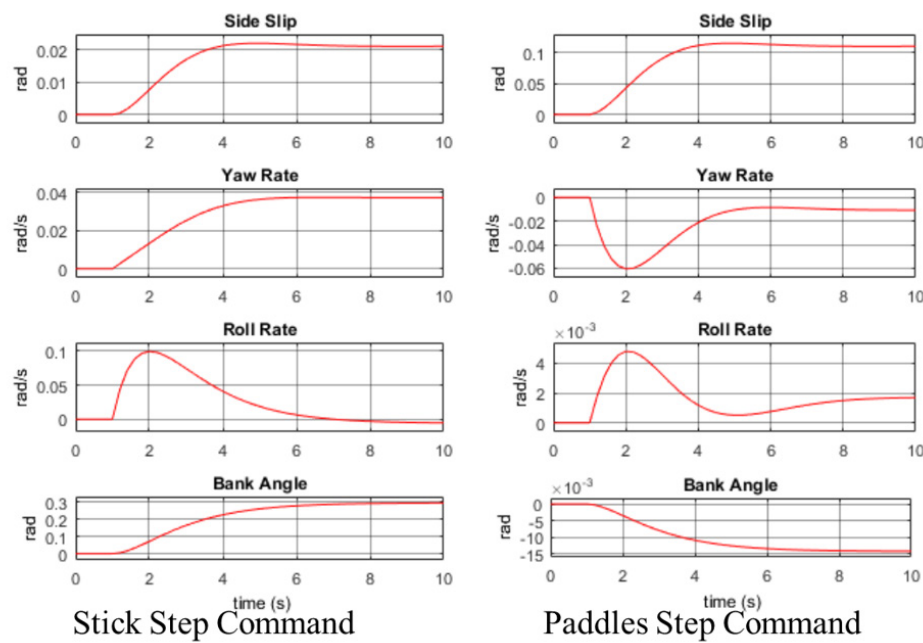 Side Slip
rad
0.02
0.01
0
0 2 4 6 8 10
Yaw Rate
rad/s
0.04
0.02
0
0 2 4 6 8 10
Roll Rate
rad/s
0.1
0.05
0
0 2 4 6 8 10
Bank Angle
rad
0.3
0.2
0.1
0
0 2 4 6 8 10
time (s)
Stick Step Command
Side Slip
rad
0.1
0.05
0
0 2 4 6 8 10
Yaw Rate
rad/s
0
-0.02
-0.04
-0.06
0 2 4 6 8 10
×10⁻³
Roll Rate
rad/s
4
2
0
0 2 4 6 8 10
×10⁻³
Bank Angle
rad
0
-5
-10
-15
0 2 4 6 8 10
time (s)
Paddles Step Command